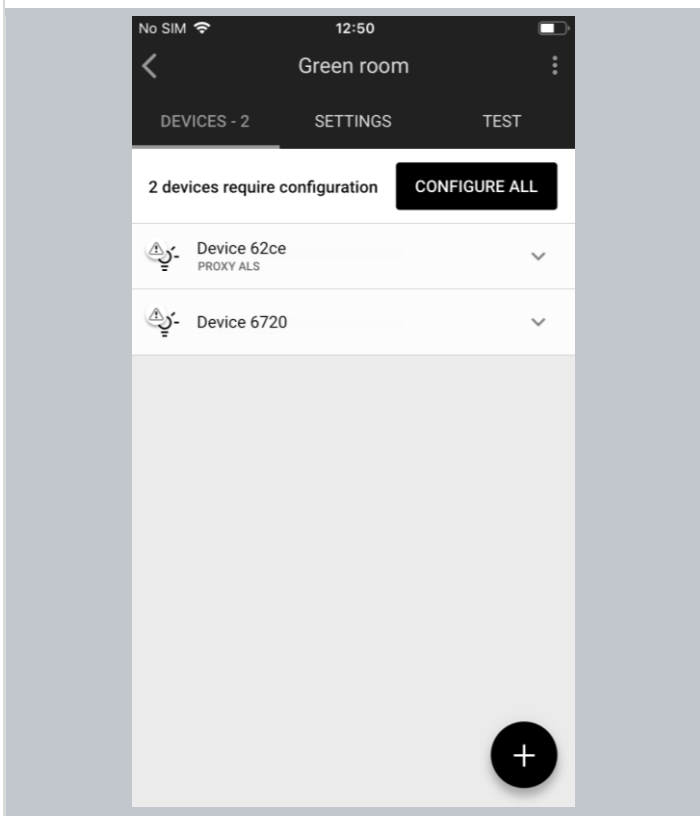 No SIM 12:50
Green room
DEVICES - 2 SETTINGS TEST
2 devices require configuration CONFIGURE ALL
Device 62ce
PROXY ALS
Device 6720